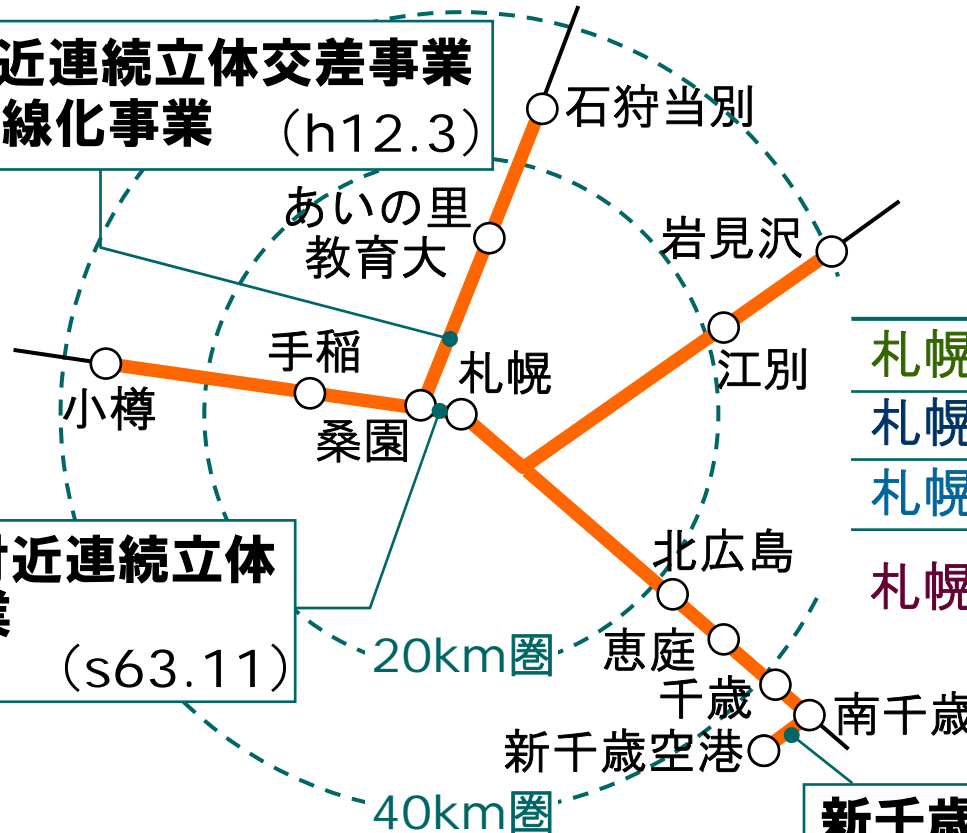 近連続立体交差事業
線化事業 （h12.3）
石狩当別
あいの里
教育大
岩見沢
手稲
札幌
江別
小樽
桑園
札幌
札幌
札幌
札幌
付近連続立体
業
（s63.11）
北広島
恵庭
千歳
南千歳
新千歳空港
20km圏
40km圏
新千歳